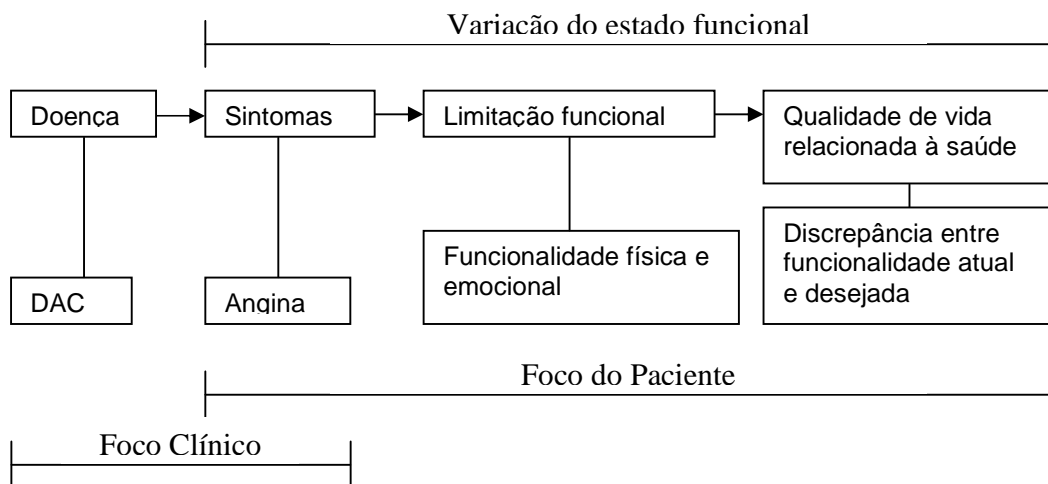 Variação do estado funcional
Doença
Sintomas
Limitação funcional
Qualidade de vida
relacionada à saúde
Funcionalidade física e
emocional
Discrepância entre
funcionalidade atual
e desejada
DAC
Angina
Foco do Paciente
Foco Clínico